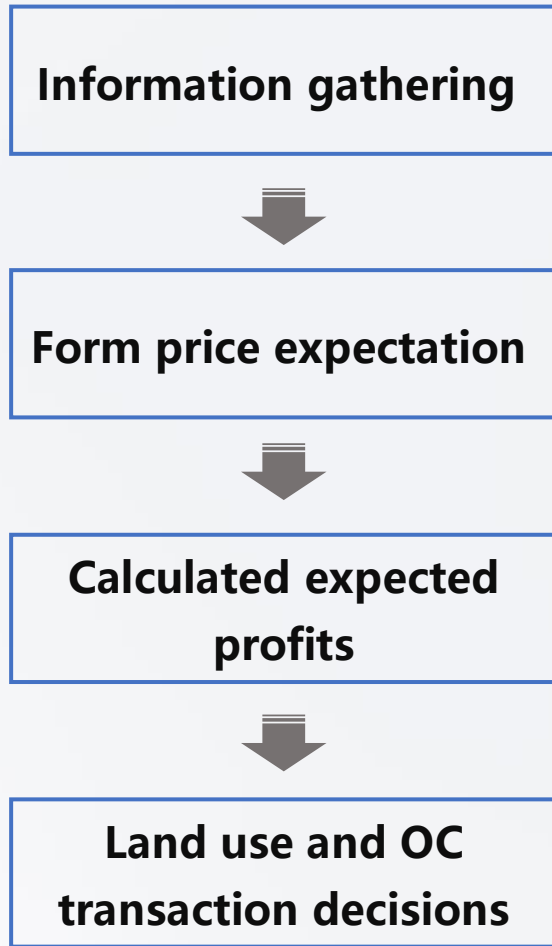 Information gathering
Form price expectation
Calculated expected
profits
Land use and OC
transaction decisions